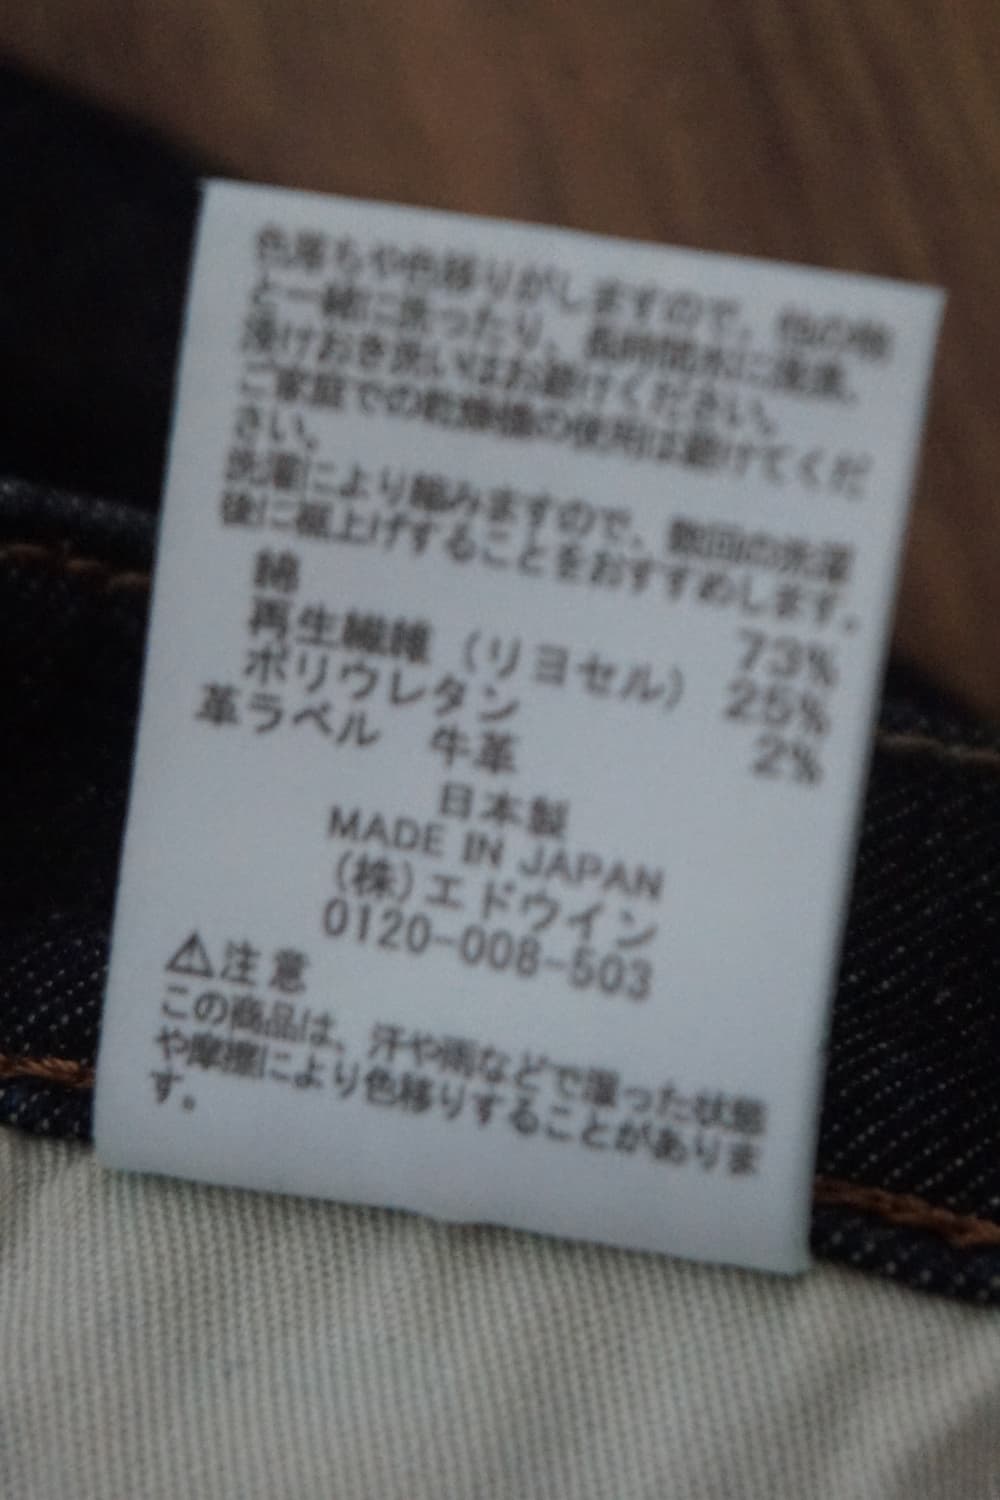 色落ちや色移りがしますので、他の物
と一緒に洗ったり、長時間水に浸漬、
漬けおき洗いはお避けください。
ご家庭での乾燥機の使用は避けてくだ
さい。
洗濯により縮みますので、数回の洗濯
後に裾上げすることをおすすめします。
綿 73%
再生繊維 (リヨセル) 25%
ポリウレタン 2%
革ラベル 牛革
日本製
MADE IN JAPAN
(株)エドウイン
0120-008-503
⚠注意
この商品は、汗や雨などで湿った状態
や摩擦により色移りすることがありま
す。